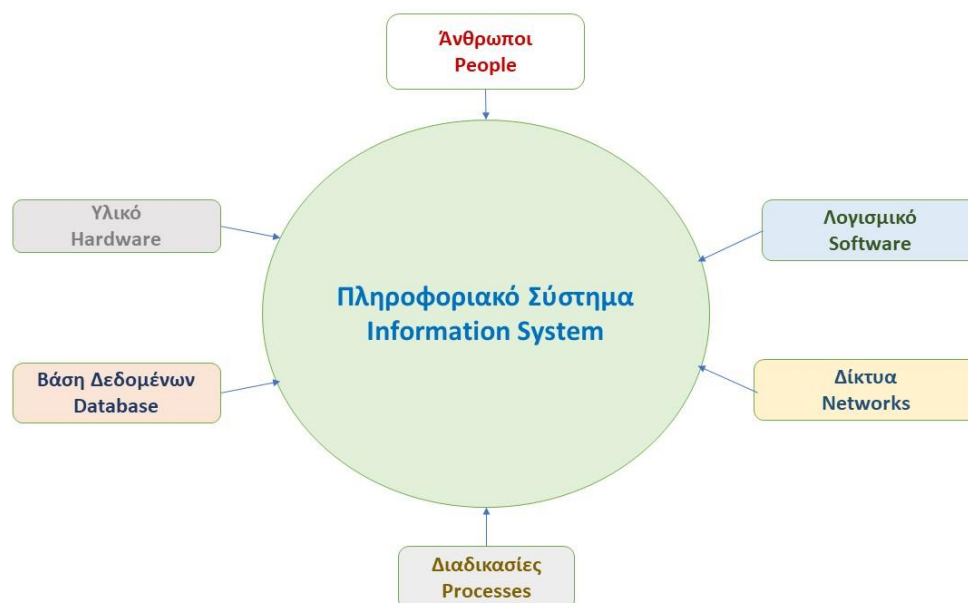 Άνθρωποι
People
Υλικό
Hardware
Λογισμικό
Software
Πληροφοριακό Σύστημα
Information System
Βάση Δεδομένων
Database
Δίκτυα
Networks
Διαδικασίες
Processes